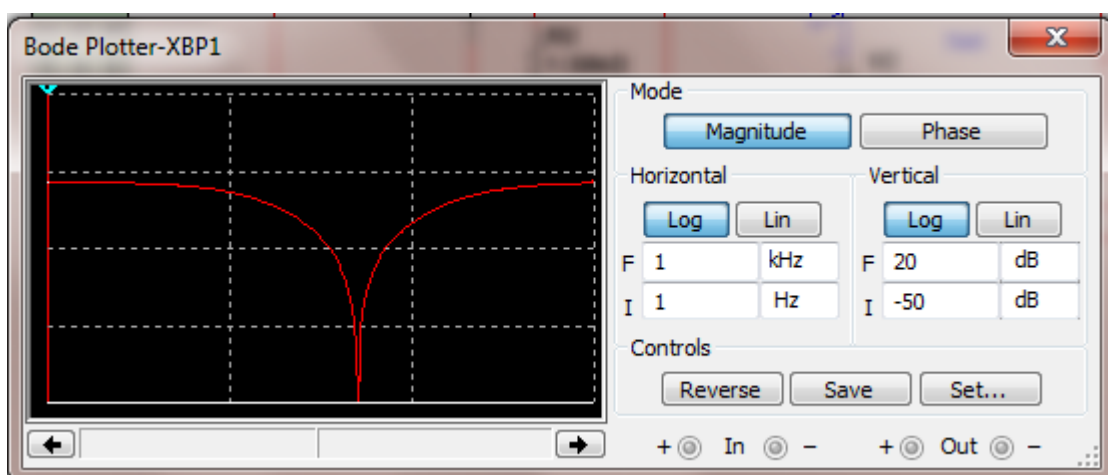 Bode Plotter-XBP1
Mode
Magnitude Phase
Horizontal Vertical
Log Lin Log Lin
F 1 kHz F 20 dB
I 1 Hz I -50 dB
Controls
Reverse Save Set...
+ In - + Out -